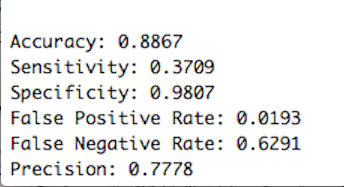 Accuracy: 0.8867
Sensitivity: 0.3709
Specificity: 0.9807
False Positive Rate: 0.0193
False Negative Rate: 0.6291
Precision: 0.7778